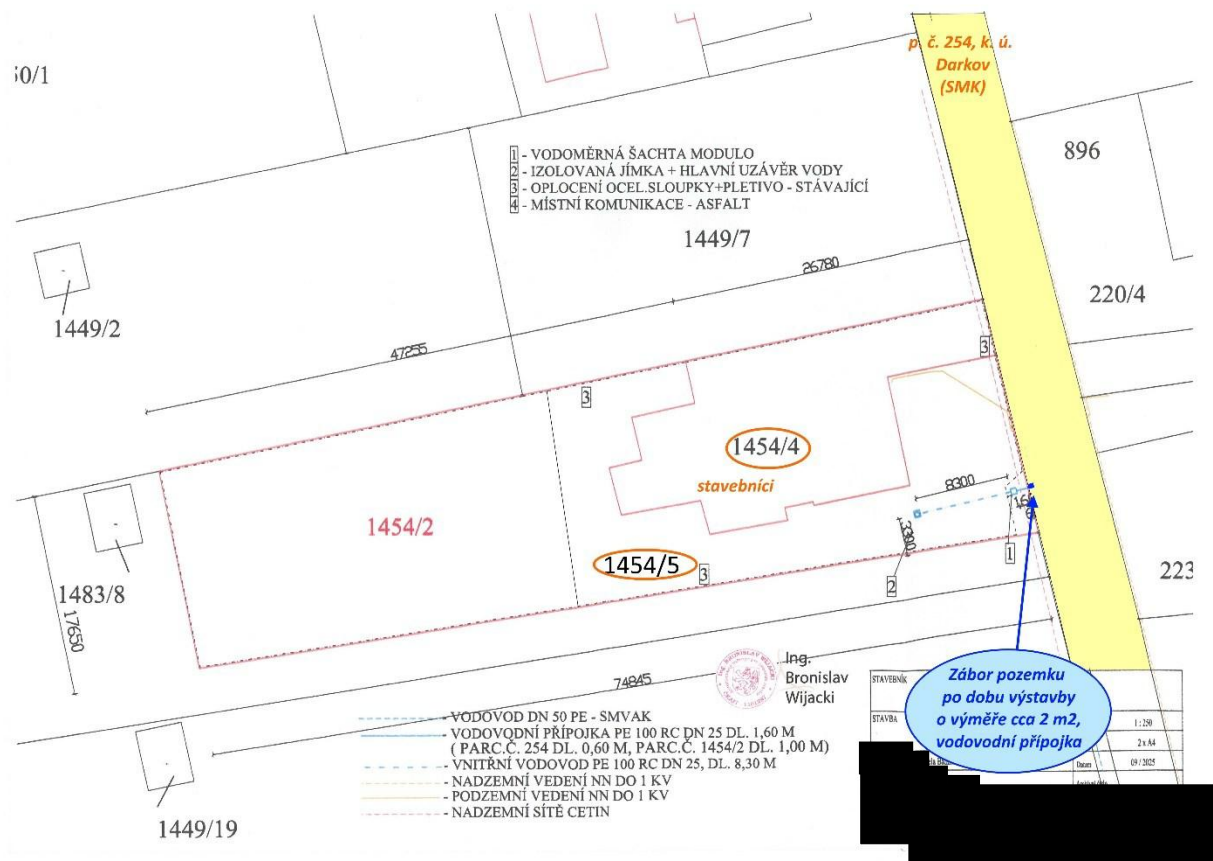 50/1
p. č. 254, k. ú.
Darkov
(SMK)
896
1 - VODOMĚRNÁ ŠACHTA MODULO
2 - IZOLOVANÁ JÍMKA + HLAVNÍ UZÁVĚR VODY
3 - OPLOCENÍ OCEL.SLOUPKY+PLETIVO - STÁVAJÍCÍ
4 - MÍSTNÍ KOMUNIKACE - ASFALT
1449/7
26780
220/4
1449/2
47255
3
3
1454/4
stavebníci
8300
1454/2
3300
1
1454/5
3
2
223
1483/8
17650
74845
Ing.
Bronislav
Wijacki
Zábor pozemku
po dobu výstavby
o výměře cca 2 m2,
vodovodní přípojka
STAVEBNÍK
STAVBA
1 : 250
2 x A4
Datum
09 / 2025
- VODOVOD DN 50 PE - SMVAK
- VODOVODNÍ PŘÍPOJKA PE 100 RC DN 25 DL. 1,60 M
( PARC.Č. 254 DL. 0,60 M, PARC.Č. 1454/2 DL. 1,00 M)
- VNITŘNÍ VODOVOD PE 100 RC DN 25, DL. 8,30 M
- NADZEMNÍ VEDENÍ NN DO 1 KV
- PODZEMNÍ VEDENÍ NN DO 1 KV
- NADZEMNÍ SÍTĚ CETIN
1449/19